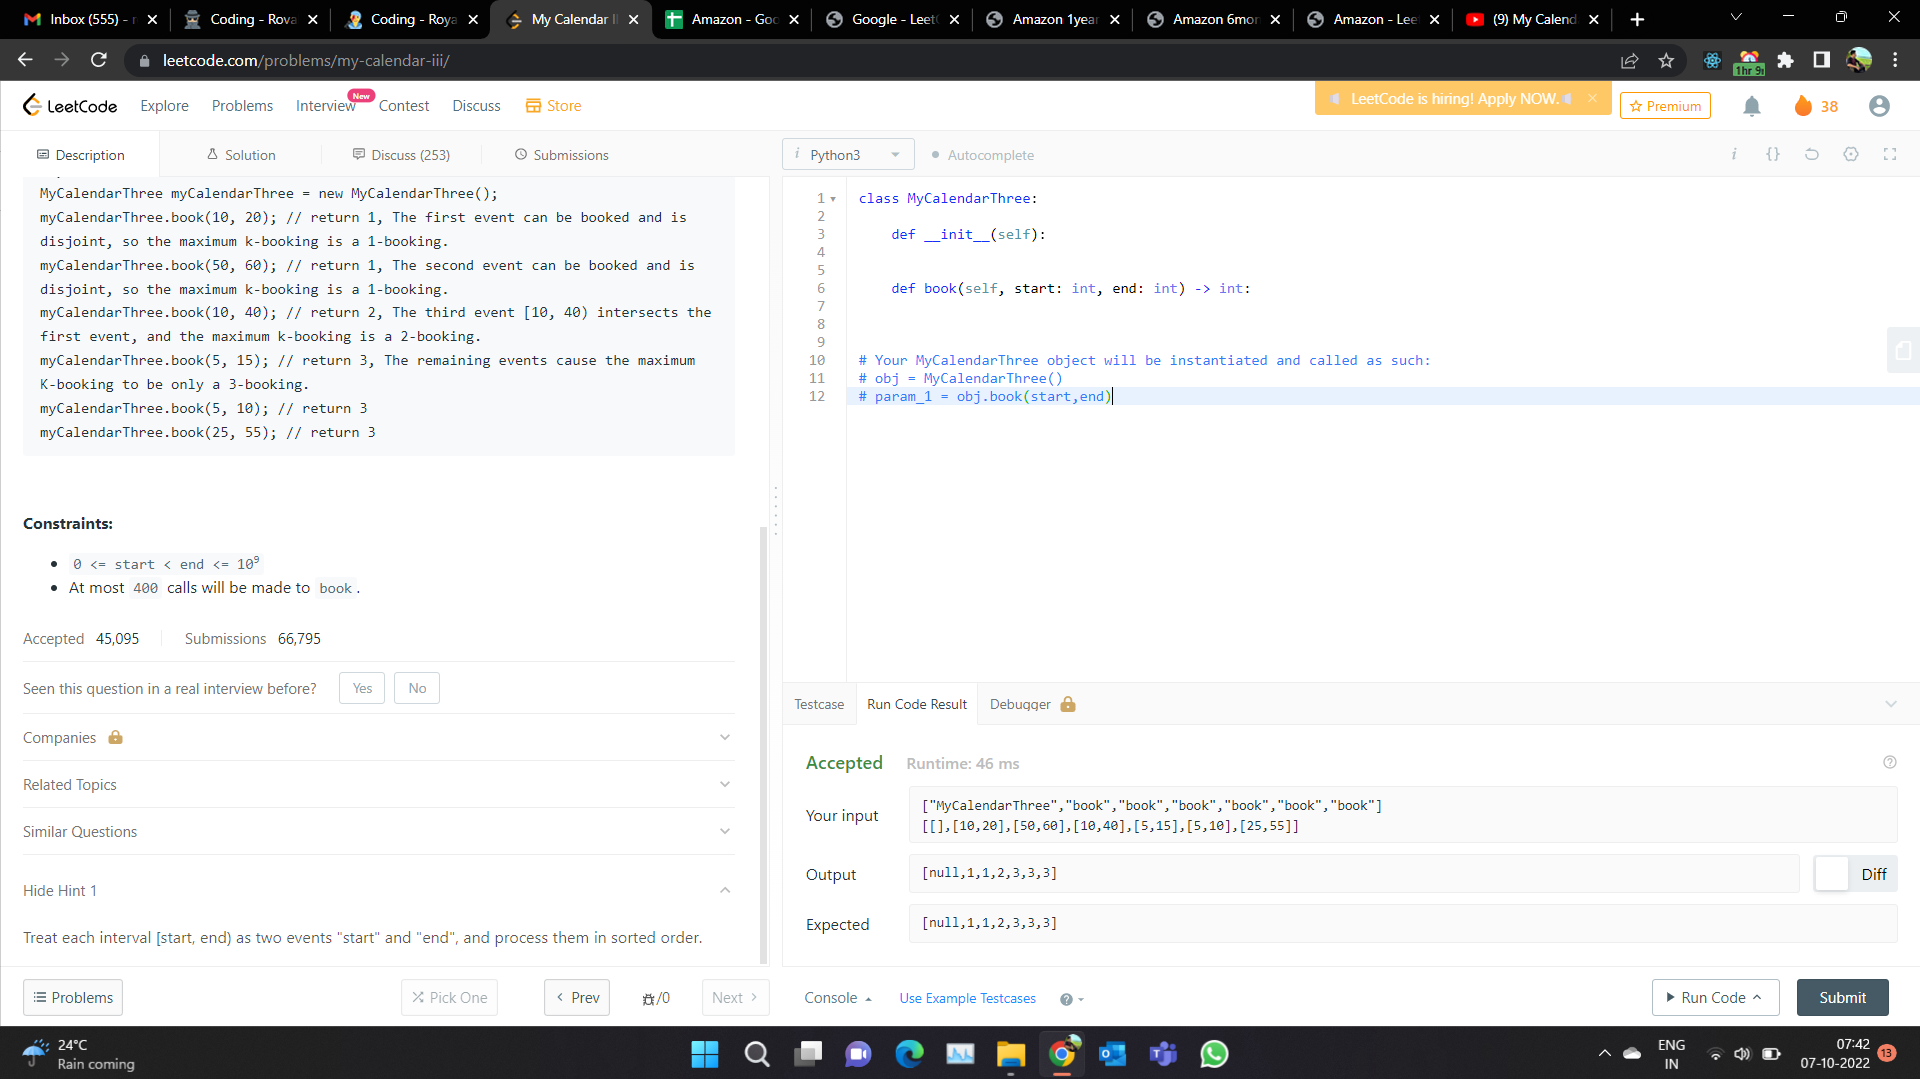 Inbox (555) - r
Coding - Rova
Coding - Roya
My Calendar II
Amazon - Goo
Google - Leet
Amazon 1year
Amazon 6mon
Amazon - Lee
(9) My Calend
leetcode.com/problems/my-calendar-iii/
1hr 9
LeetCode
Explore
Problems
Interview
New
Contest
Discuss
Store
LeetCode is hiring! Apply NOW.
Premium
38
Description
Solution
Discuss (253)
Submissions
Python3
Autocomplete
MyCalendarThree myCalendarThree = new MyCalendarThree();
myCalendarThree.book(10, 20); // return 1, The first event can be booked and is
disjoint, so the maximum k-booking is a 1-booking.
myCalendarThree.book(50, 60); // return 1, The second event can be booked and is
disjoint, so the maximum k-booking is a 1-booking.
myCalendarThree.book(10, 40); // return 2, The third event [10, 40) intersects the
first event, and the maximum k-booking is a 2-booking.
myCalendarThree.book(5, 15); // return 3, The remaining events cause the maximum
K-booking to be only a 3-booking.
myCalendarThree.book(5, 10); // return 3
myCalendarThree.book(25, 55); // return 3
Constraints:
0 <= start < end <= 10⁹
At most 400 calls will be made to book.
Accepted 45,095 Submissions 66,795
Seen this question in a real interview before? Yes No
Companies
Related Topics
Similar Questions
Hide Hint 1
Treat each interval [start, end) as two events "start" and "end", and process them in sorted order.
Problems
Pick One
Prev
/0
Next
1 class MyCalendarThree:
2
3 def __init__(self):
4
5
6 def book(self, start: int, end: int) -> int:
7
8
9
10 # Your MyCalendarThree object will be instantiated and called as such:
11 # obj = MyCalendarThree()
12 # param_1 = obj.book(start,end)
Testcase
Run Code Result
Debugger
Accepted Runtime: 46 ms
Your input
["MyCalendarThree","book","book","book","book","book","book"]
[[],[10,20],[50,60],[10,40],[5,15],[5,10],[25,55]]
Output
[null,1,1,2,3,3,3]
Diff
Expected
[null,1,1,2,3,3,3]
Console
Use Example Testcases
Run Code
Submit
24°C
Rain coming
ENG
IN
07:42
07-10-2022
13